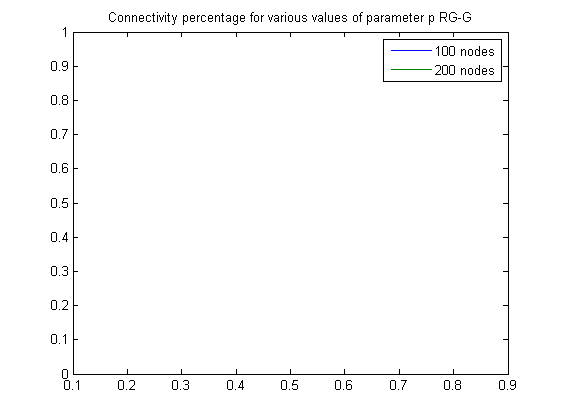 Connectivity percentage for various values of parameter p RG-G
1
0.9
0.8
0.7
0.6
0.5
0.4
0.3
0.2
0.1
0
100 nodes
200 nodes
0.1 0.2 0.3 0.4 0.5 0.6 0.7 0.8 0.9